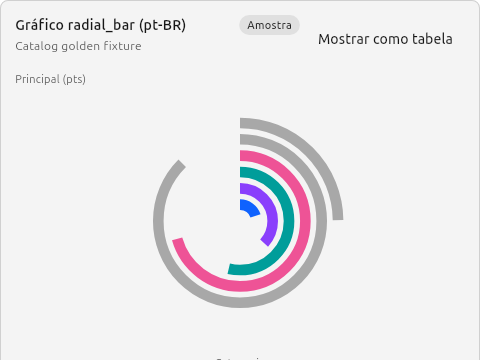 Gráfico radial_bar (pt-BR)
Amostra
Mostrar como tabela
Catalog golden fixture
Principal (pts)